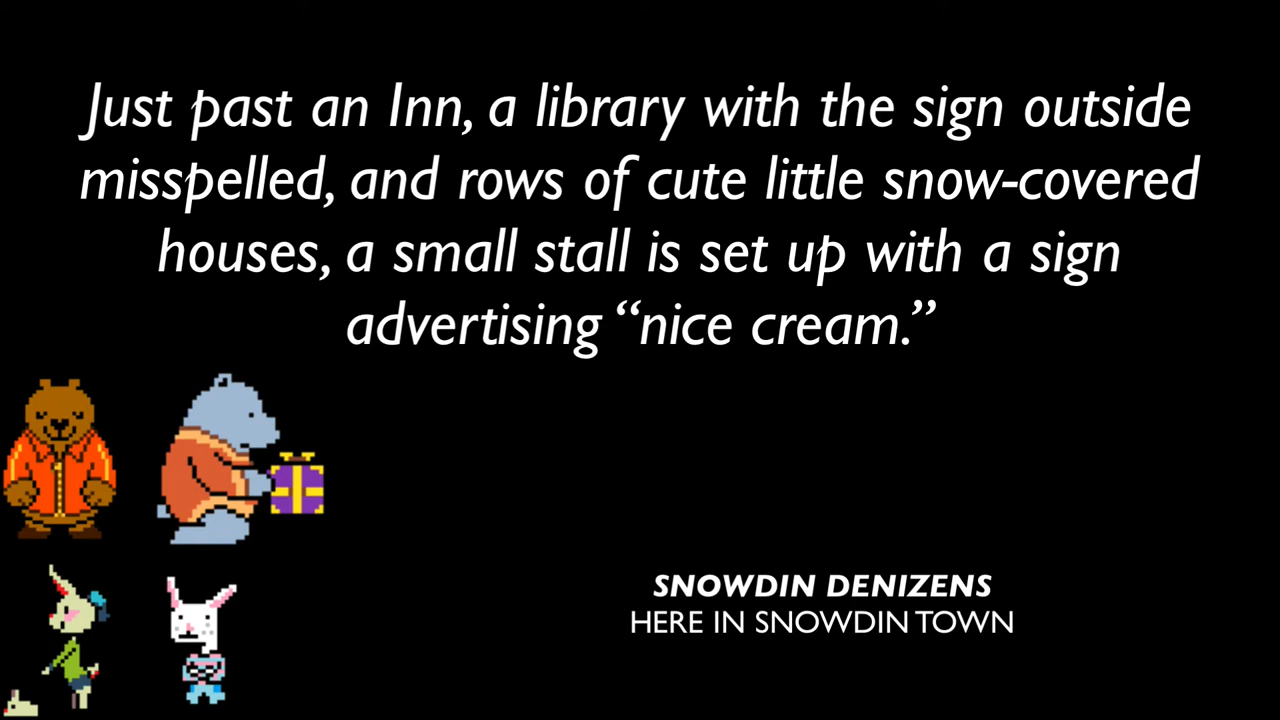 Just past an Inn, a library with the sign outside
misspelled, and rows of cute little snow-covered
houses, a small stall is set up with a sign
advertising “nice cream.”
SNOWDIN DENIZENS
HERE IN SNOWDIN TOWN